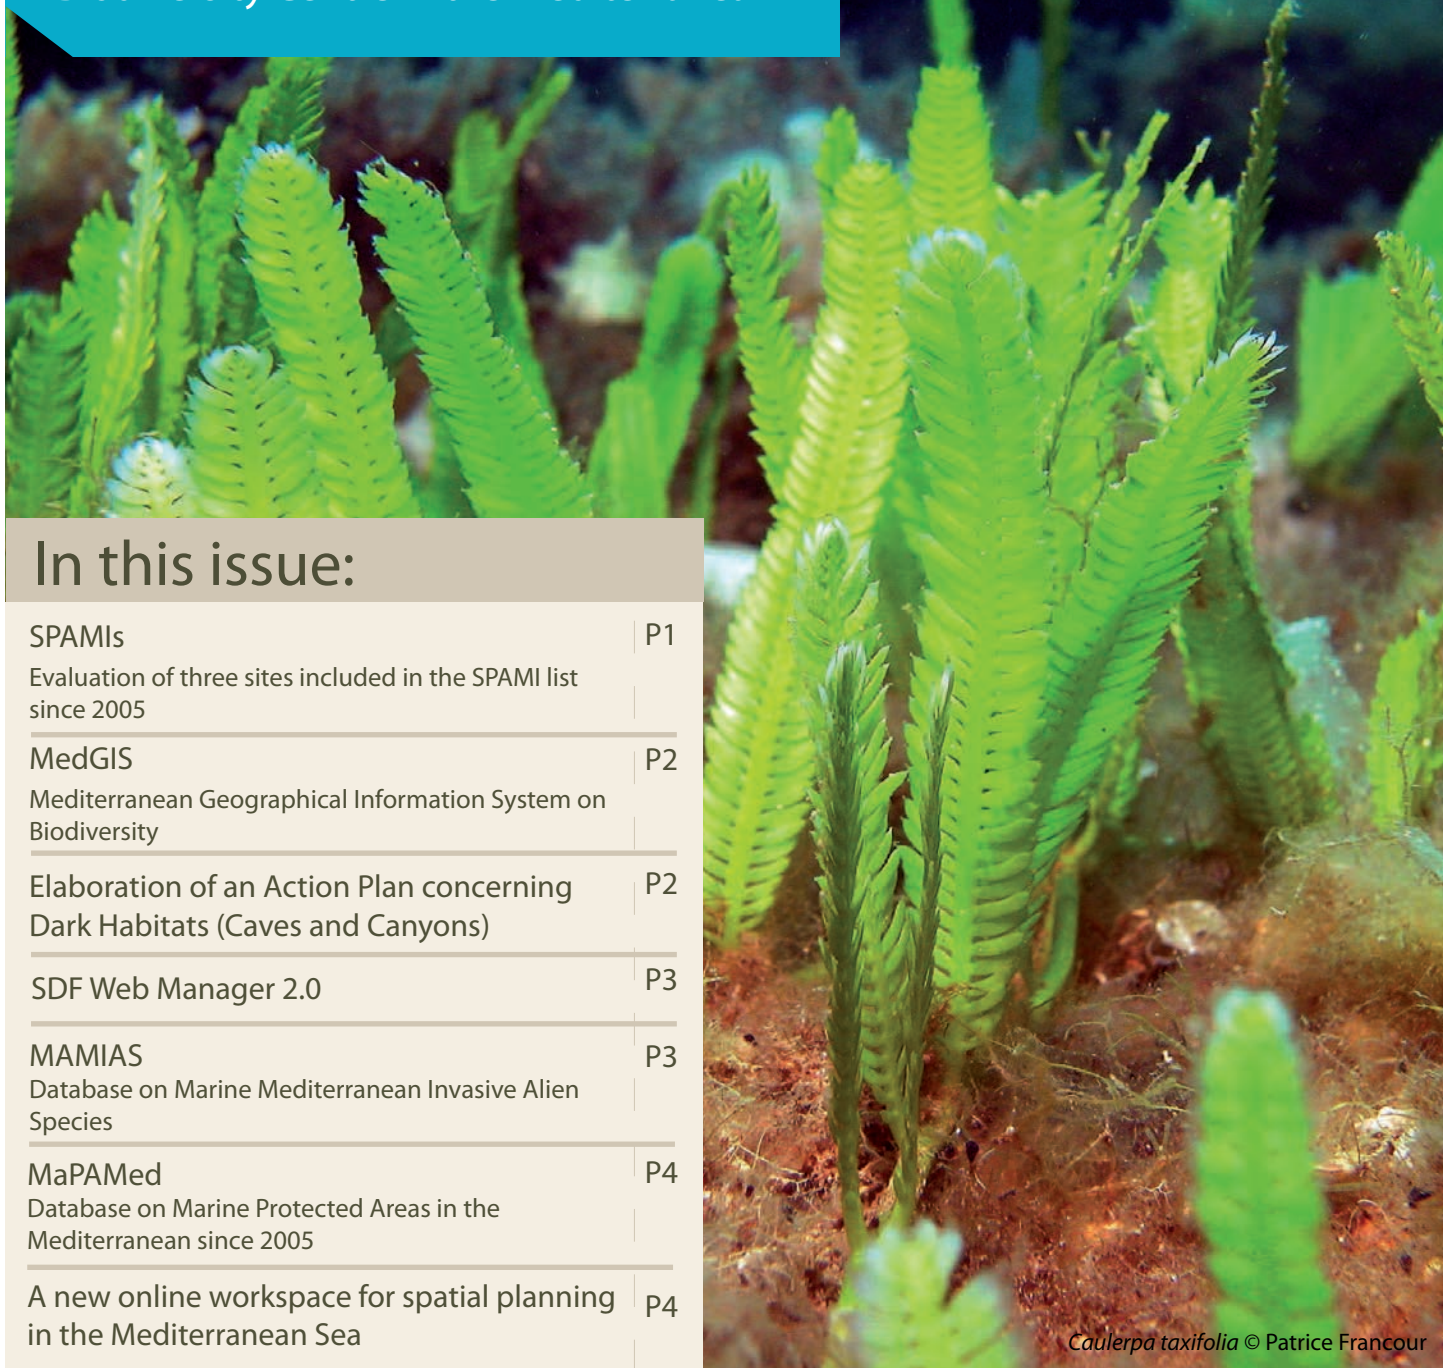 In this issue:
SPAMIs P1
Evaluation of three sites included in the SPAMI list
since 2005
MedGIS P2
Mediterranean Geographical Information System on
Biodiversity
Elaboration of an Action Plan concerning P2
Dark Habitats (Caves and Canyons)
SDF Web Manager 2.0 P3
MAMIAS P3
Database on Marine Mediterranean Invasive Alien
Species
MaPAMed P4
Database on Marine Protected Areas in the
Mediterranean since 2005
A new online workspace for spatial planning P4
in the Mediterranean Sea
Caulerpa taxifolia © Patrice Francour